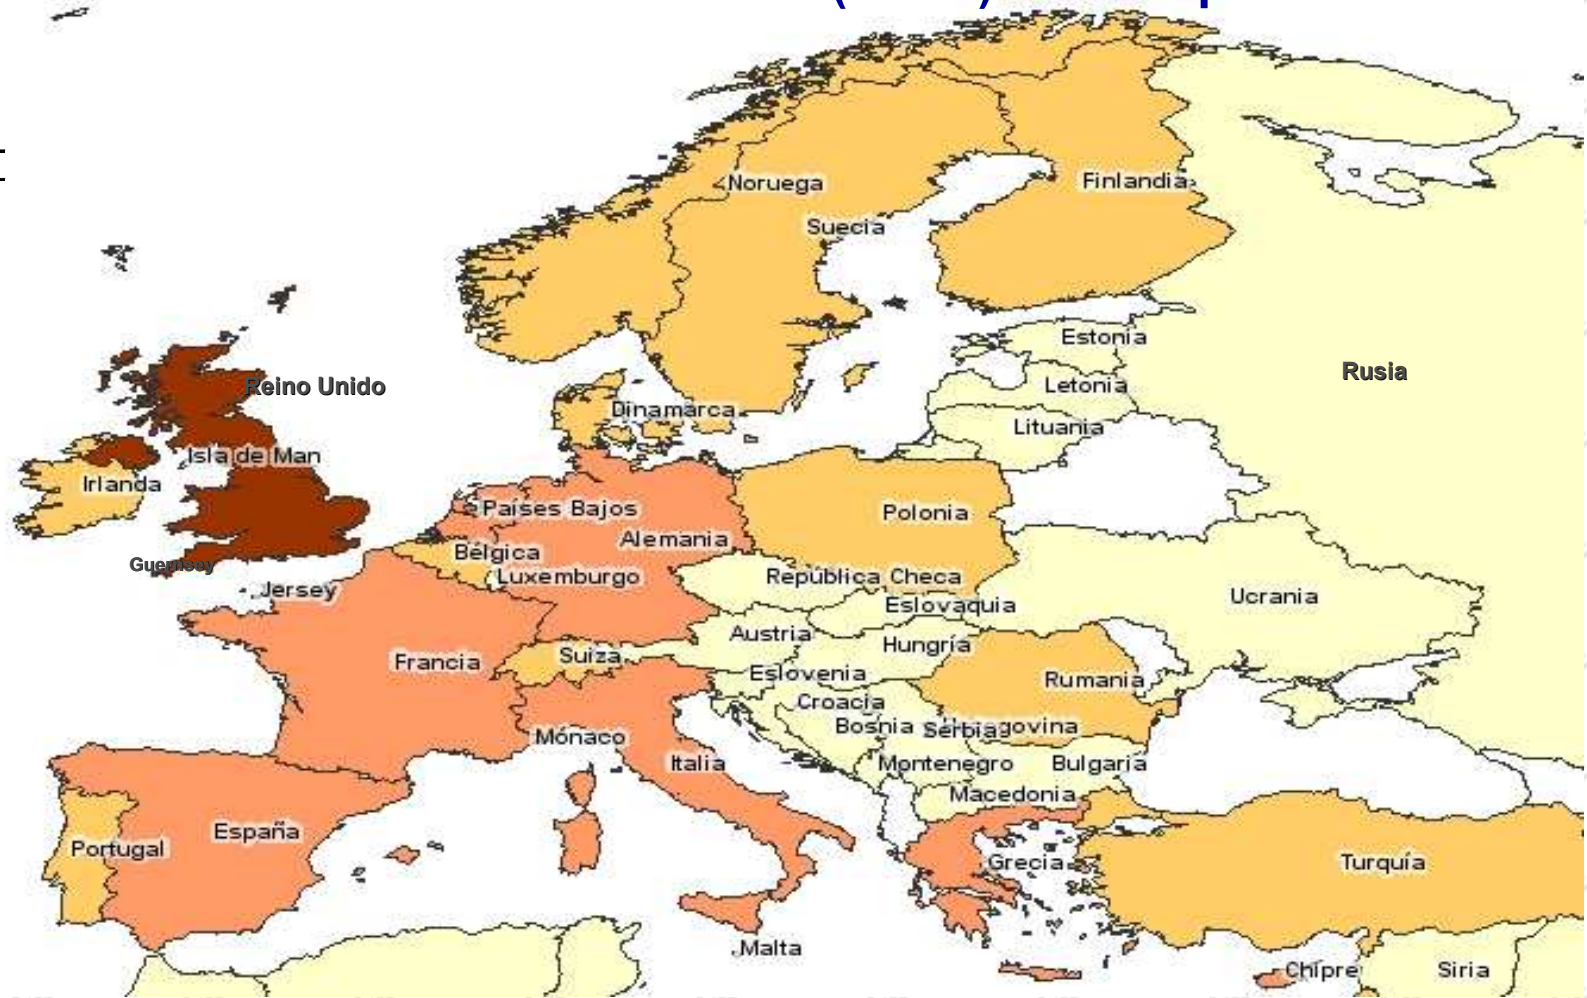 Noruega
Finlandia
Suecia
Estonia
Rusia
Letonia
Reino Unido
Dinamarca
Lituania
Isla de Man
Irlanda
Países Bajos
Polonia
Alemania
Bélgica
Guernsey
Luxemburgo
República Checa
Jersey
Ucrania
Eslovaquia
Austria
Hungría
Suiza
Francia
Eslovenia
Rumania
Croacia
Bosnia
Serbia
Mónaco
Italia
Montenegro
Bulgaria
Macedonia
España
Portugal
Grecia
Turquía
Malta
Chipre
Siria